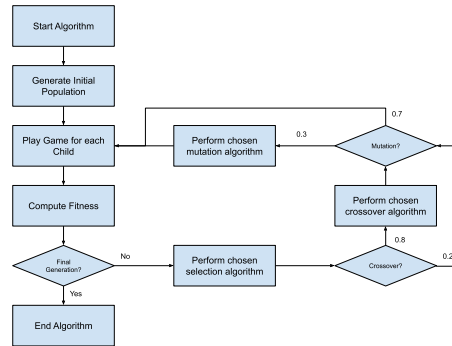 Start Algorithm
Generate Initial
Population
Play Game for each
Child
Compute Fitness
Final
Generation?
Yes
End Algorithm
No
Perform chosen
selection algorithm
Crossover?
0.8
0.2
Perform chosen
crossover algorithm
Mutation?
0.7
0.3
Perform chosen
mutation algorithm